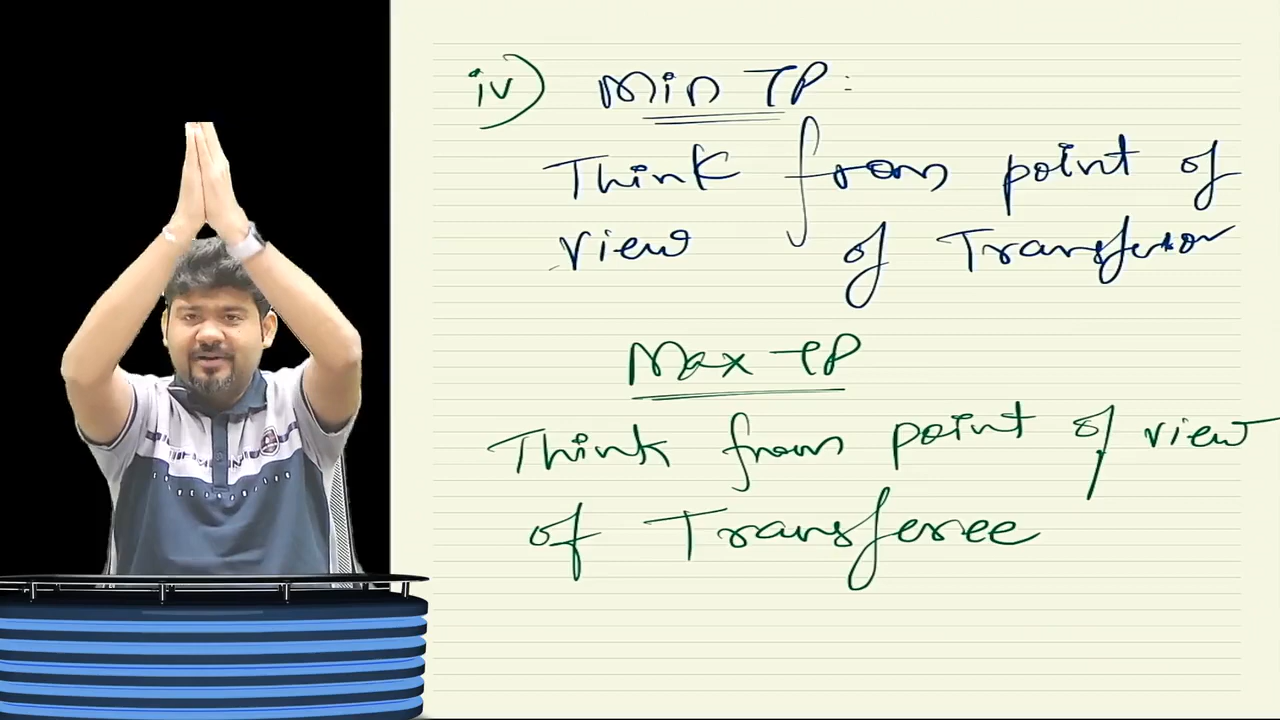 iv) Min TP:
Think from point of
view of Transferor
Max TP
Think from point of view
of Transferee